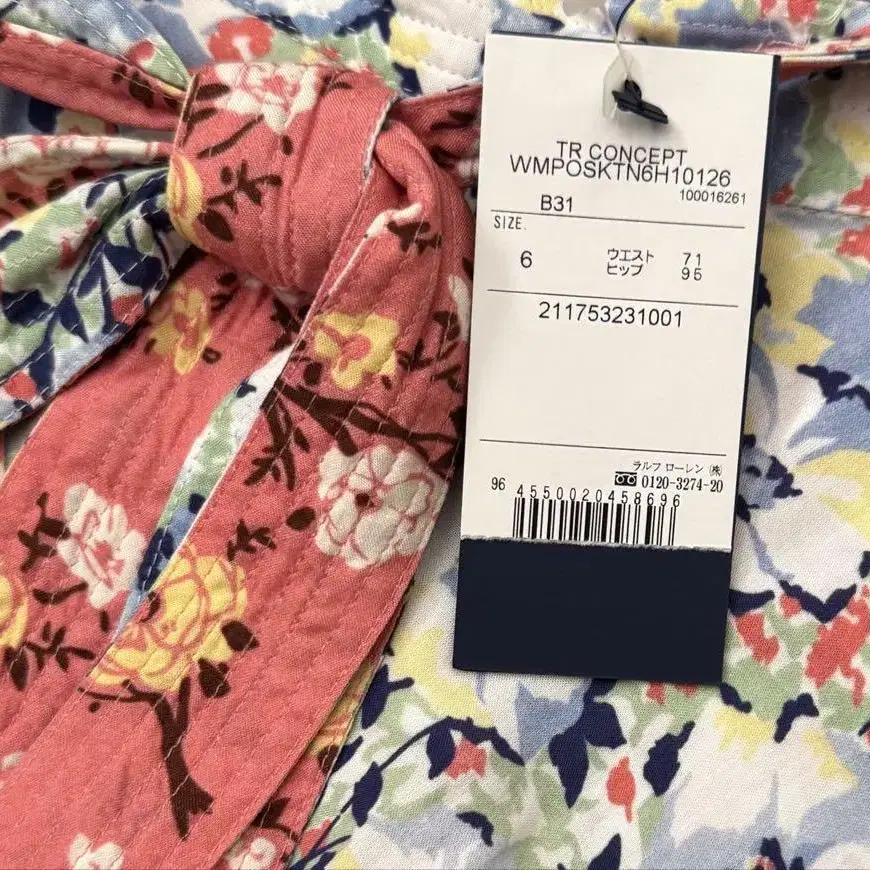 TR CONCEPT
WMPOSKTN6H10126
100016261
B31
SIZE.
6 ウエスト 71
ヒップ 95
211753231001
ラルフ ローレン ㈱
0120-3274-20
96 4550020458696